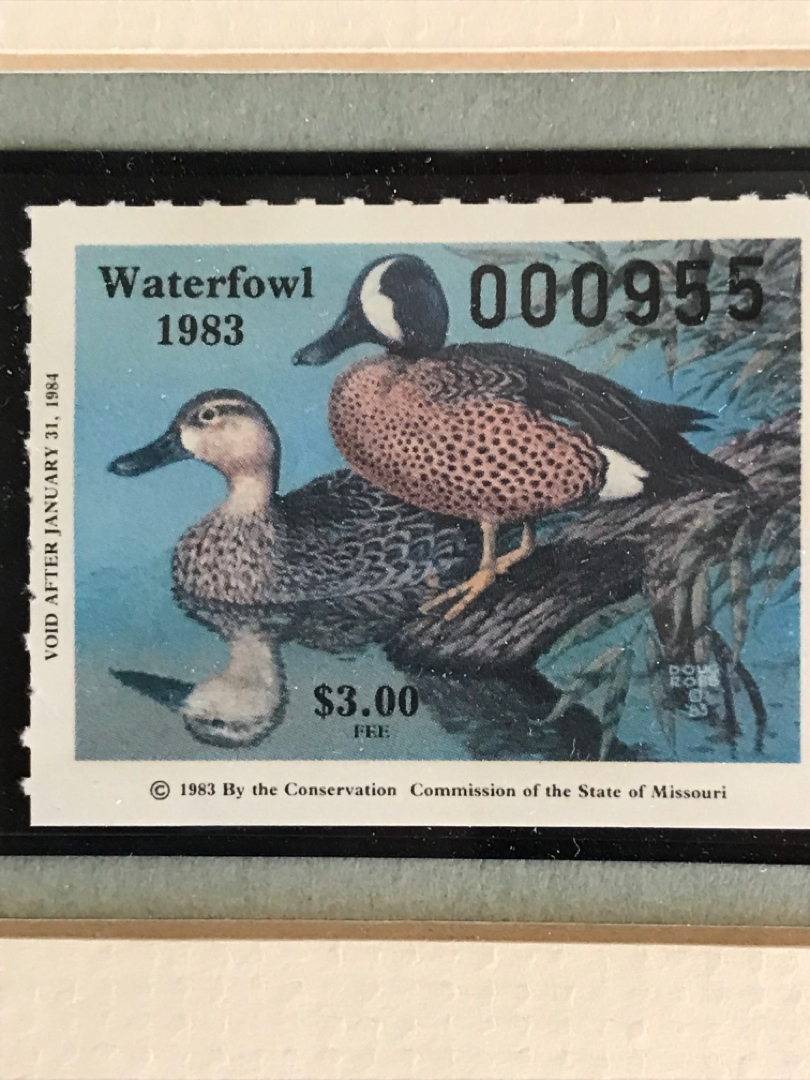 Waterfowl
1983
000955
VOID AFTER JANUARY 31, 1984
$3.00
FEE
© 1983 By the Conservation Commission of the State of Missouri